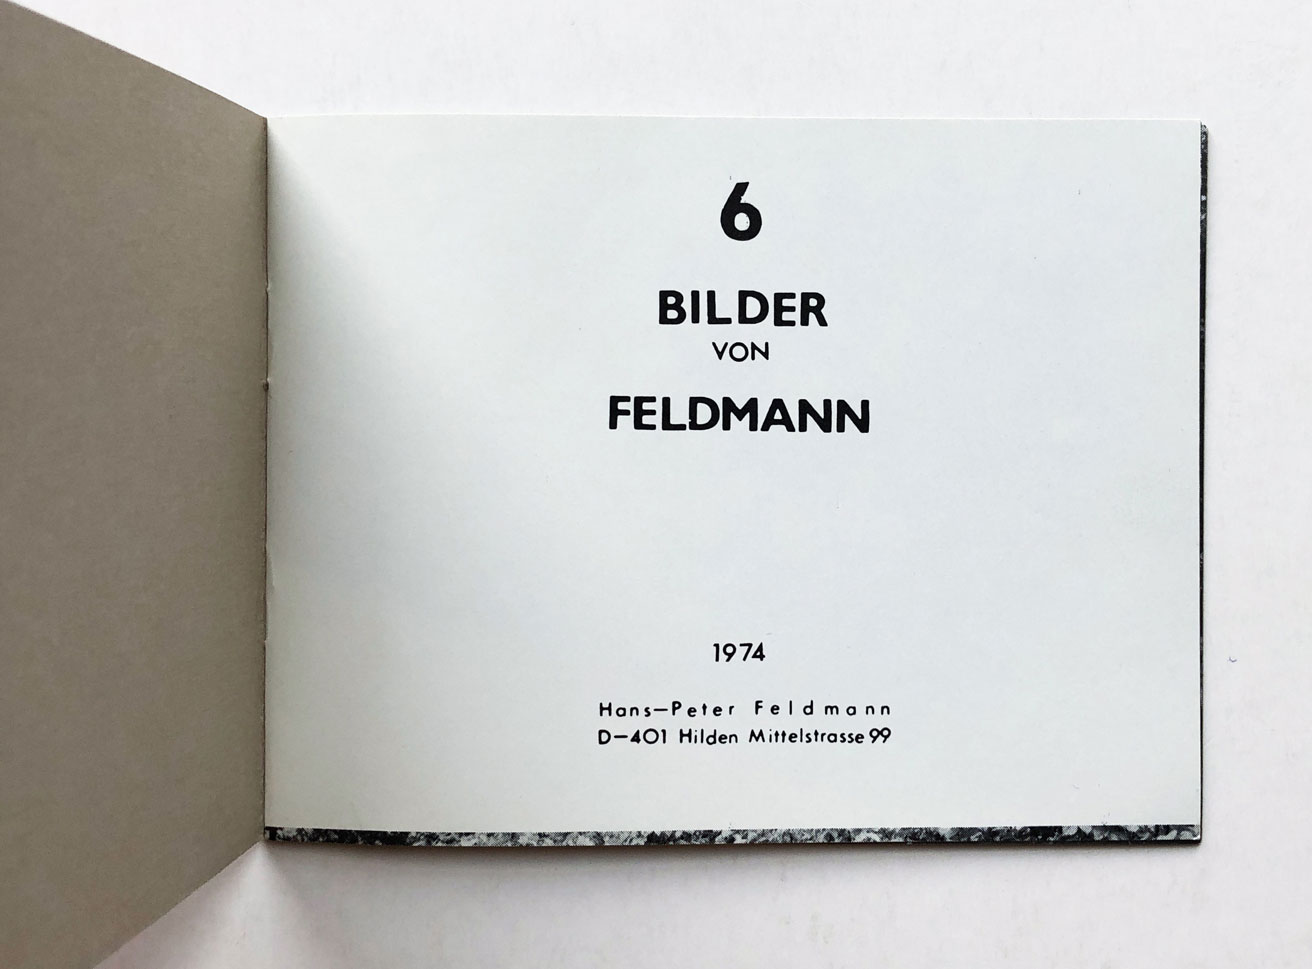 6
BILDER
VON
FELDMANN
1974
Hans-Peter Feldmann
D-401 Hilden Mittelstrasse 99